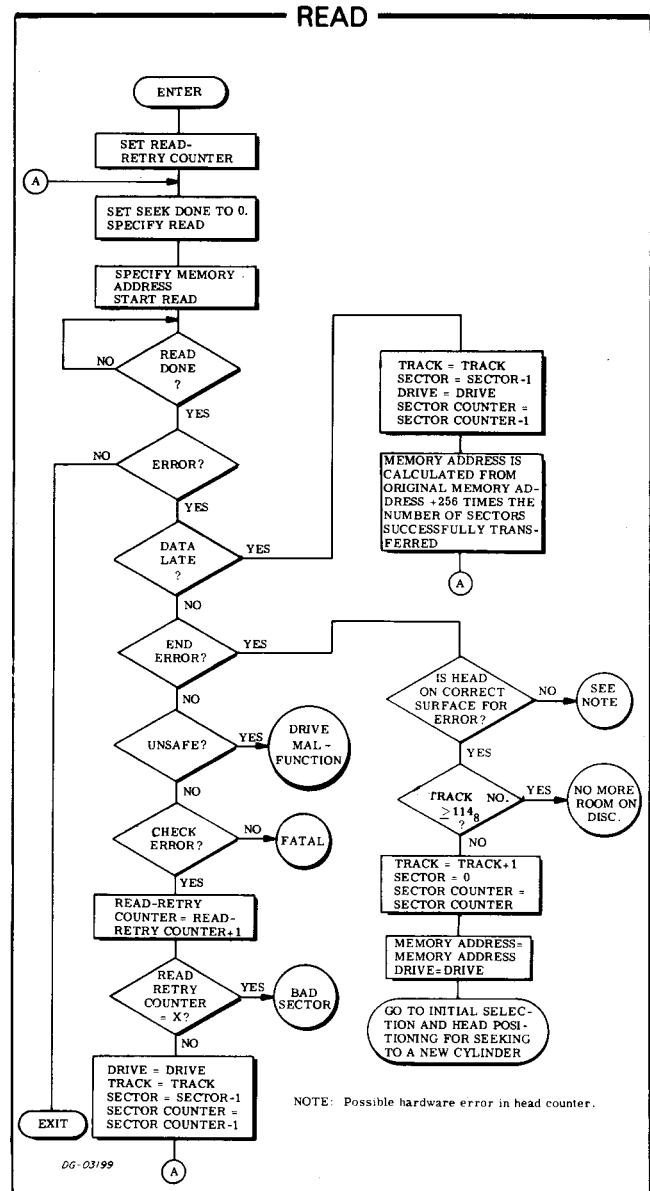 READ
ENTER
SET READ-
RETRY COUNTER
A
SET SEEK DONE TO 0.
SPECIFY READ
SPECIFY MEMORY
ADDRESS
START READ
READ
DONE
?
NO
YES
ERROR?
NO
YES
DATA
LATE
?
YES
NO
TRACK = TRACK
SECTOR = SECTOR-1
DRIVE = DRIVE
SECTOR COUNTER =
SECTOR COUNTER-1
MEMORY ADDRESS IS
CALCULATED FROM
ORIGINAL MEMORY AD-
DRESS +256 TIMES THE
NUMBER OF SECTORS
SUCCESSFULLY TRANS-
FERRED
A
END
ERROR?
YES
NO
IS HEAD
ON CORRECT
SURFACE FOR
ERROR?
NO
SEE
NOTE
YES
TRACK NO.
≥114₈
?
YES
NO MORE
ROOM ON
DISC.
NO
TRACK = TRACK+1
SECTOR = 0
SECTOR COUNTER =
SECTOR COUNTER
MEMORY ADDRESS=
MEMORY ADDRESS
DRIVE=DRIVE
GO TO INITIAL SELEC-
TION AND HEAD POSI-
TIONING FOR SEEKING
TO A NEW CYLINDER
UNSAFE?
YES
DRIVE
MAL-
FUNCTION
NO
CHECK
ERROR?
NO
FATAL
YES
READ-RETRY
COUNTER = READ-
RETRY COUNTER+1
READ
RETRY
COUNTER
= X?
YES
BAD
SECTOR
NO
DRIVE = DRIVE
TRACK = TRACK
SECTOR = SECTOR-1
SECTOR COUNTER =
SECTOR COUNTER-1
A
EXIT
NOTE: Possible hardware error in head counter.
DG-03199